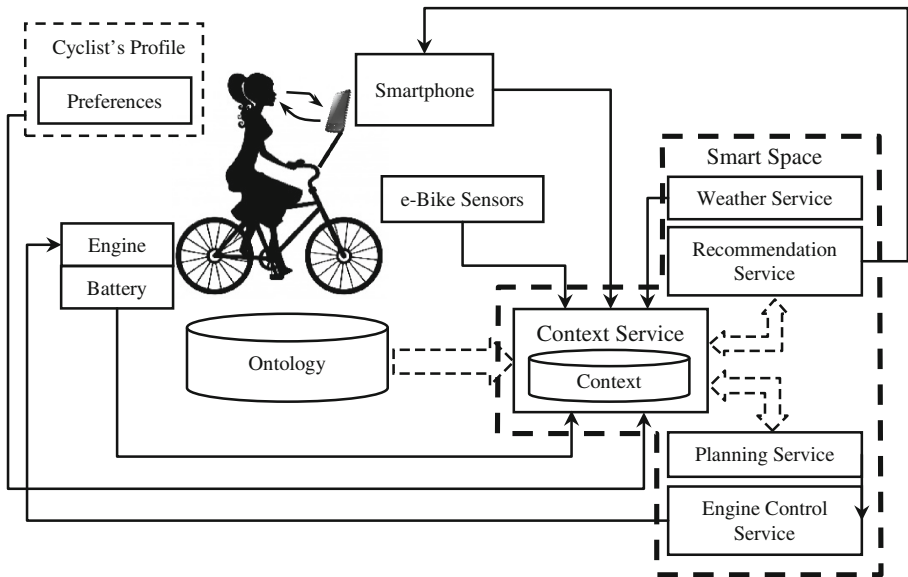 Cyclist's Profile
Preferences
Smartphone
Smart Space
Weather Service
e-Bike Sensors
Recommendation
Service
Engine
Battery
Context Service
Ontology
Context
Planning Service
Engine Control
Service